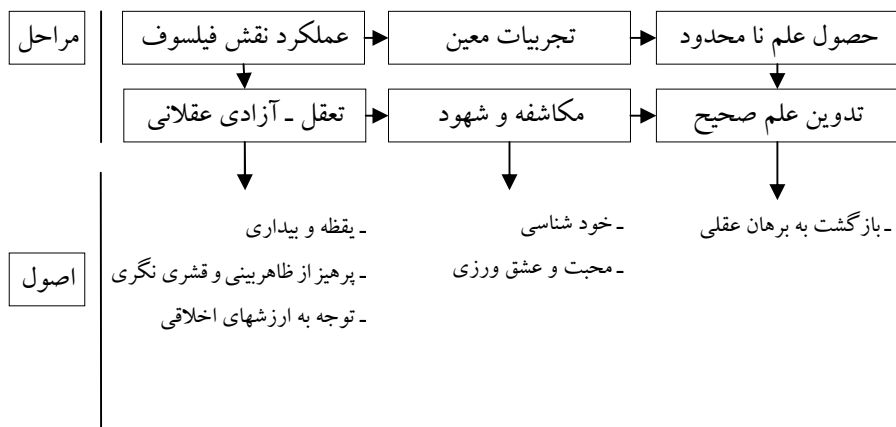 مراحل
عملکرد نقش فیلسوف
تجربیات معین
حصول علم نا محدود
تعقل ـ آزادی عقلانی
مکاشفه و شهود
تدوین علم صحیح
اصول
ـ یقظه و بیداری
ـ پرهیز از ظاهربینی و قشری نگری
ـ توجه به ارزشهای اخلاقی
ـ خود شناسی
ـ محبت و عشق ورزی
ـ بازگشت به برهان عقلی